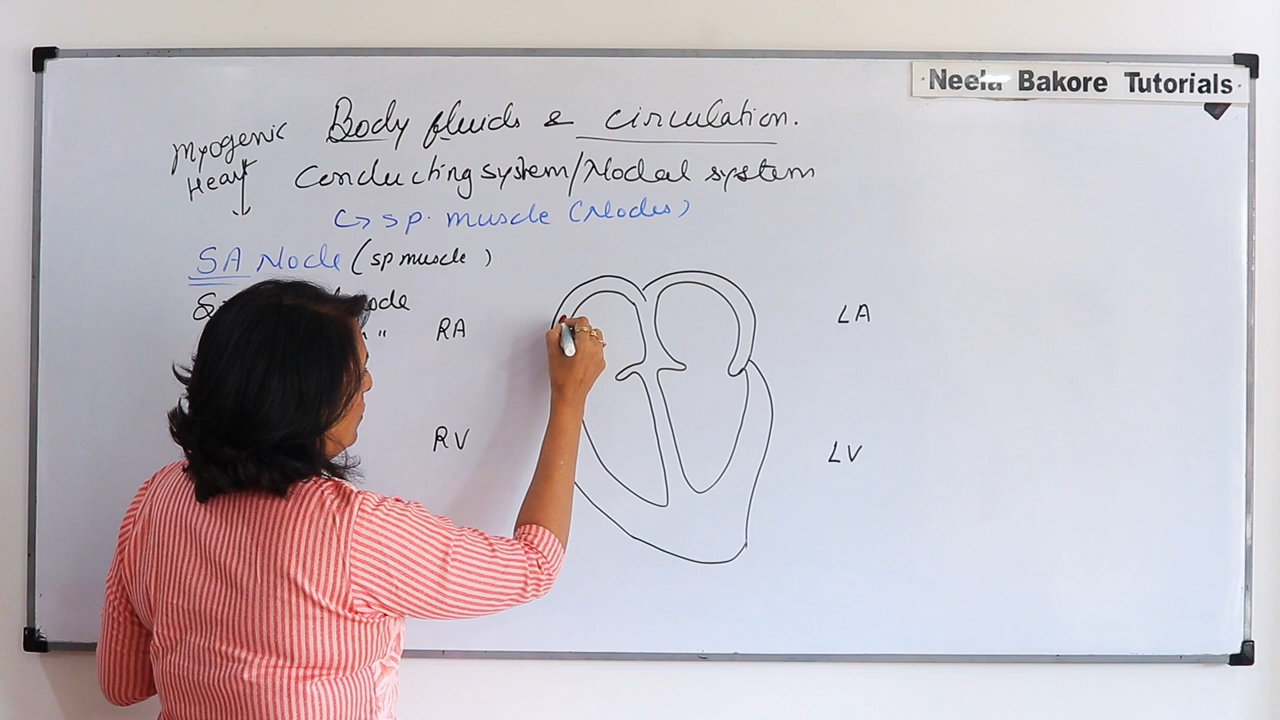 Neela Bakore Tutorials
Body fluids & circulation.
Myogenic
Heart
Conducting system/Nodal system
↳ sp. muscle (Nodes)
SA Node (sp muscle )
RA
LA
RV
LV